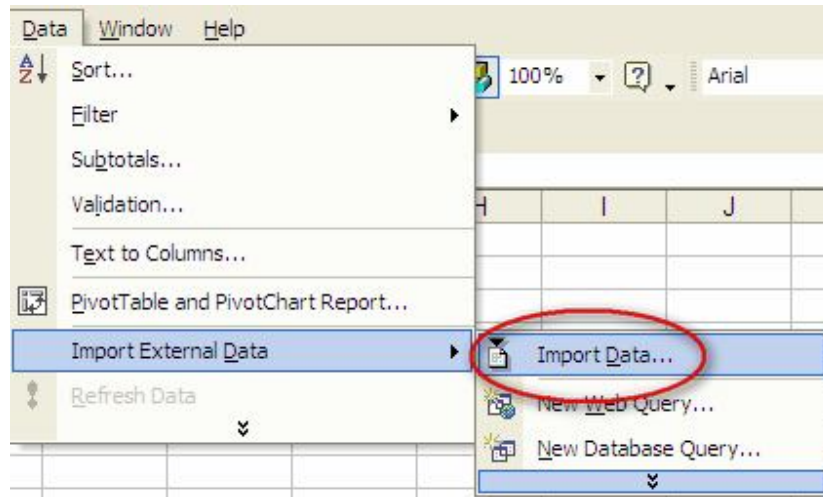 Data Window Help
Sort...
100% Arial
Filter
Subtotals...
Validation...
H I J
Text to Columns...
PivotTable and PivotChart Report...
Import External Data
Import Data...
Refresh Data
New Web Query...
New Database Query...